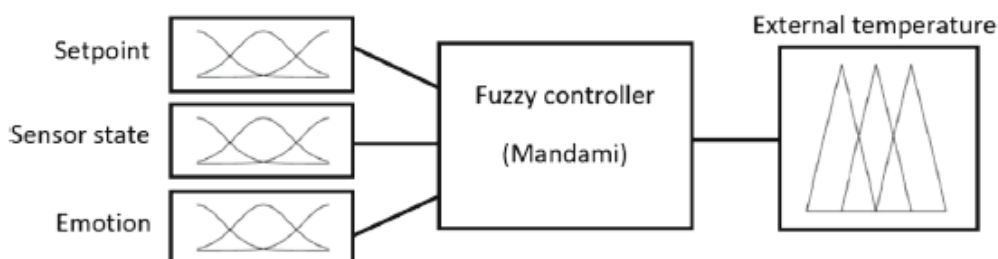 External temperature
Setpoint
Fuzzy controller
(Mandami)
Sensor state
Emotion